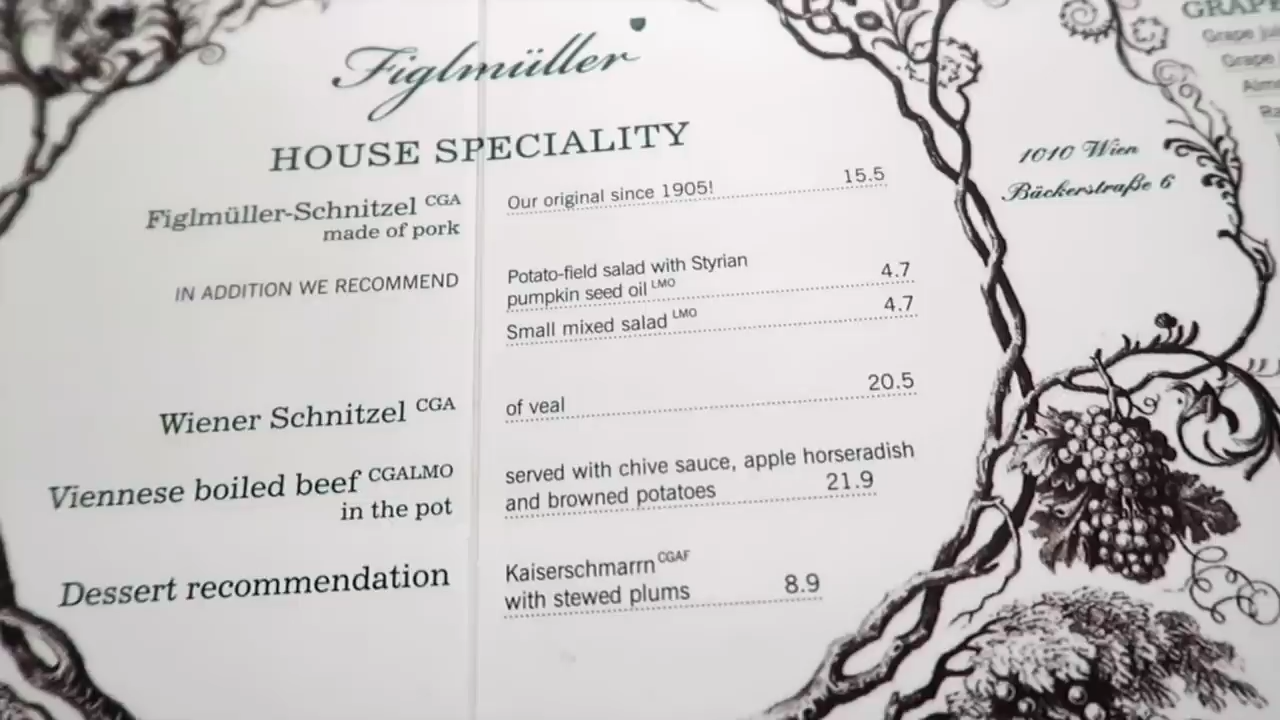 Figlmüller
HOUSE SPECIALITY
Figlmüller-Schnitzel CGA
made of pork
Our original since 1905! 15.5
IN ADDITION WE RECOMMEND
Potato-field salad with Styrian
pumpkin seed oil LMO 4.7
Small mixed salad LMO 4.7
Wiener Schnitzel CGA
of veal 20.5
Viennese boiled beef CGALMO
in the pot
served with chive sauce, apple horseradish
and browned potatoes 21.9
Dessert recommendation
Kaiserschmarrn CGAF
with stewed plums 8.9
1010 Wien
Bäckerstraße 6
Grape
Grape